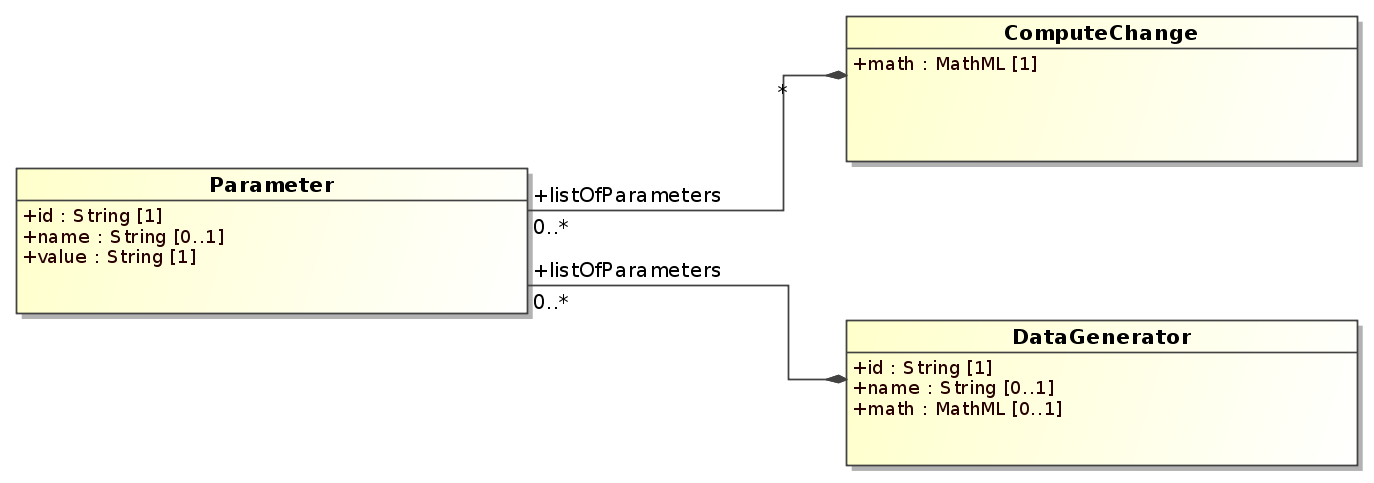 ComputeChange
+math : MathML [1]
*
Parameter
+id : String [1]
+name : String [0..1]
+value : String [1]
+listOfParameters
0..*
+listOfParameters
0..*
DataGenerator
+id : String [1]
+name : String [0..1]
+math : MathML [0..1]